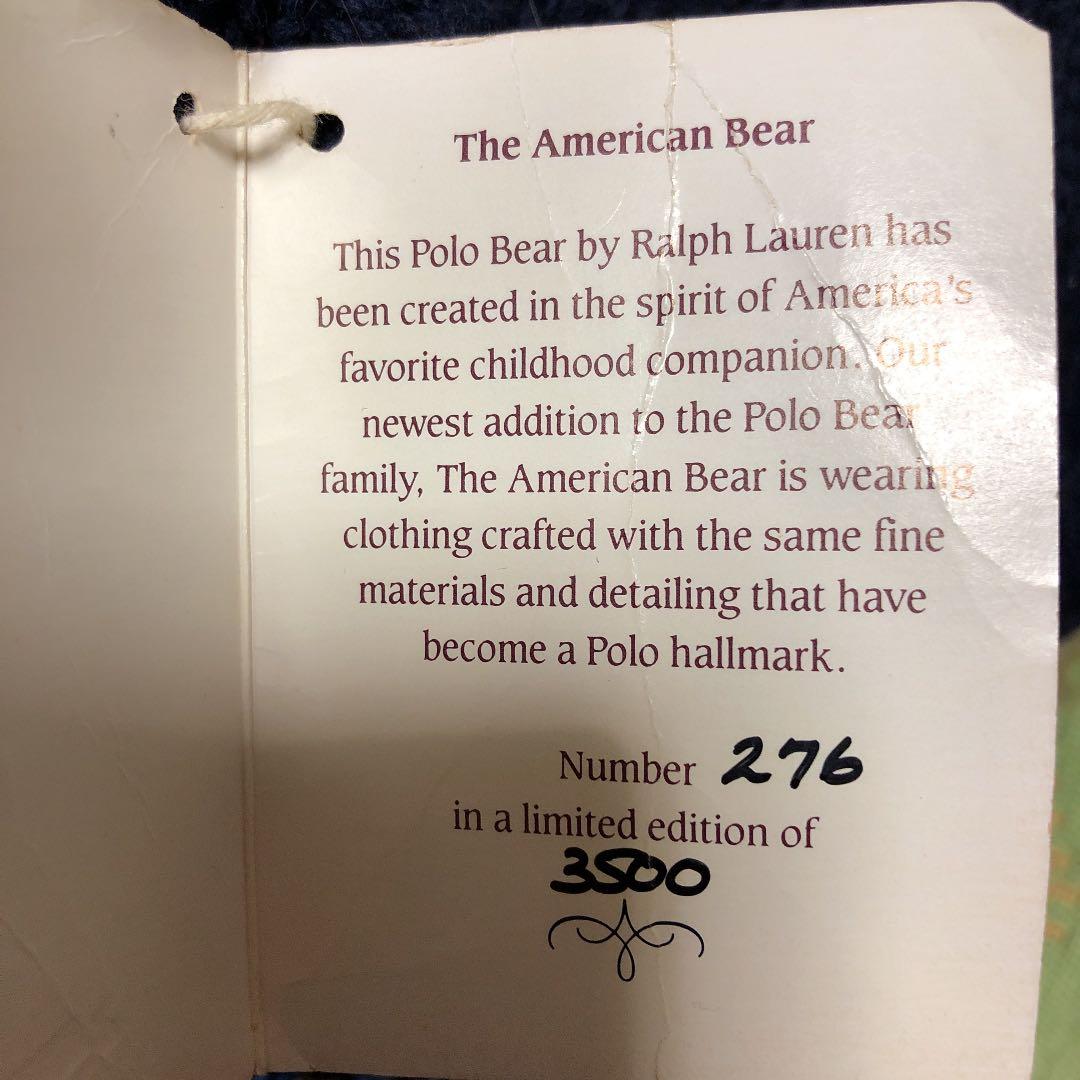 The American Bear
This Polo Bear by Ralph Lauren has
been created in the spirit of America's
favorite childhood companion. Our
newest addition to the Polo Bear
family, The American Bear is wearing
clothing crafted with the same fine
materials and detailing that have
become a Polo hallmark.
Number 276
in a limited edition of
3500